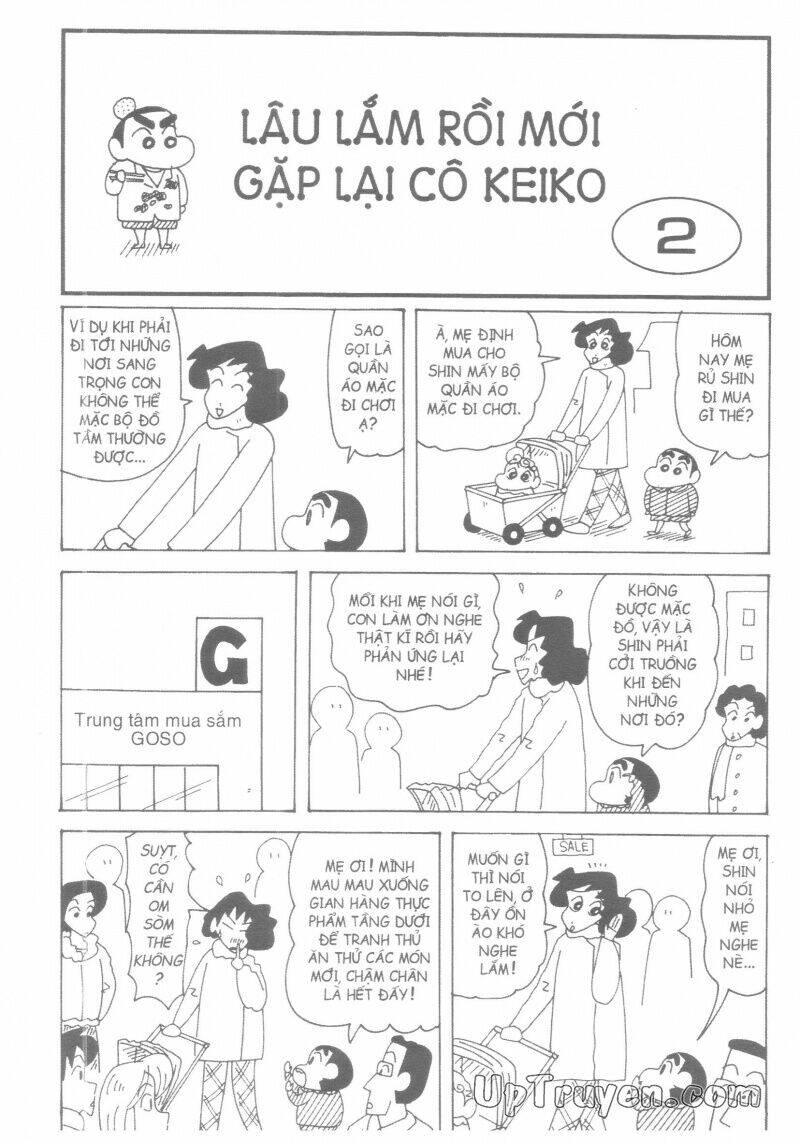 LÂU LẮM RỒI MỚI
GẶP LẠI CÔ KEIKO
2
HÔM
NAY MẸ
RỦ SHIN
ĐI MUA
GÌ THẾ?
À, MẸ ĐỊNH
MUA CHO
SHIN MẤY BỘ
QUẦN ÁO
MẶC ĐI CHƠI.
SAO
GỌI LÀ
QUẦN
ÁO MẶC
ĐI CHƠI
Ạ?
VÍ DỤ KHI PHẢI
ĐI TỚI NHỮNG
NƠI SANG
TRỌNG CON
KHÔNG THỂ
MẶC BỘ ĐỒ
TẦM THƯỜNG
ĐƯỢC...
KHÔNG
ĐƯỢC MẶC
ĐỒ, VẬY LÀ
SHIN PHẢI
CỞI TRUỒNG
KHI ĐẾN
NHỮNG
NƠI ĐÓ?
MỖI KHI MẸ NÓI GÌ,
CON LÀM ƠN NGHE
THẬT KĨ RỒI HÃY
PHẢN ỨNG LẠI
NHÉ!
G
Trung tâm mua sắm
GOSO
MẸ ƠI,
SHIN
NÓI
NHỎ
MẸ
NGHE
NÈ...
SALE
MUỐN GÌ
THÌ NÓI
TO LÊN, Ở
ĐÂY ỒN
ÀO KHÓ
NGHE
LẮM!
MẸ ƠI! MÌNH
MAU MAU XUỐNG
GIAN HÀNG THỰC
PHẨM TẦNG DƯỚI
ĐỂ TRANH THỦ
ĂN THỬ CÁC MÓN
MỚI, CHẬM CHÂN
LÀ HẾT ĐẤY!
SUỴT,
CÓ
CẦN
OM
SÒM
THẾ
KHÔNG?
UpTruyen.com